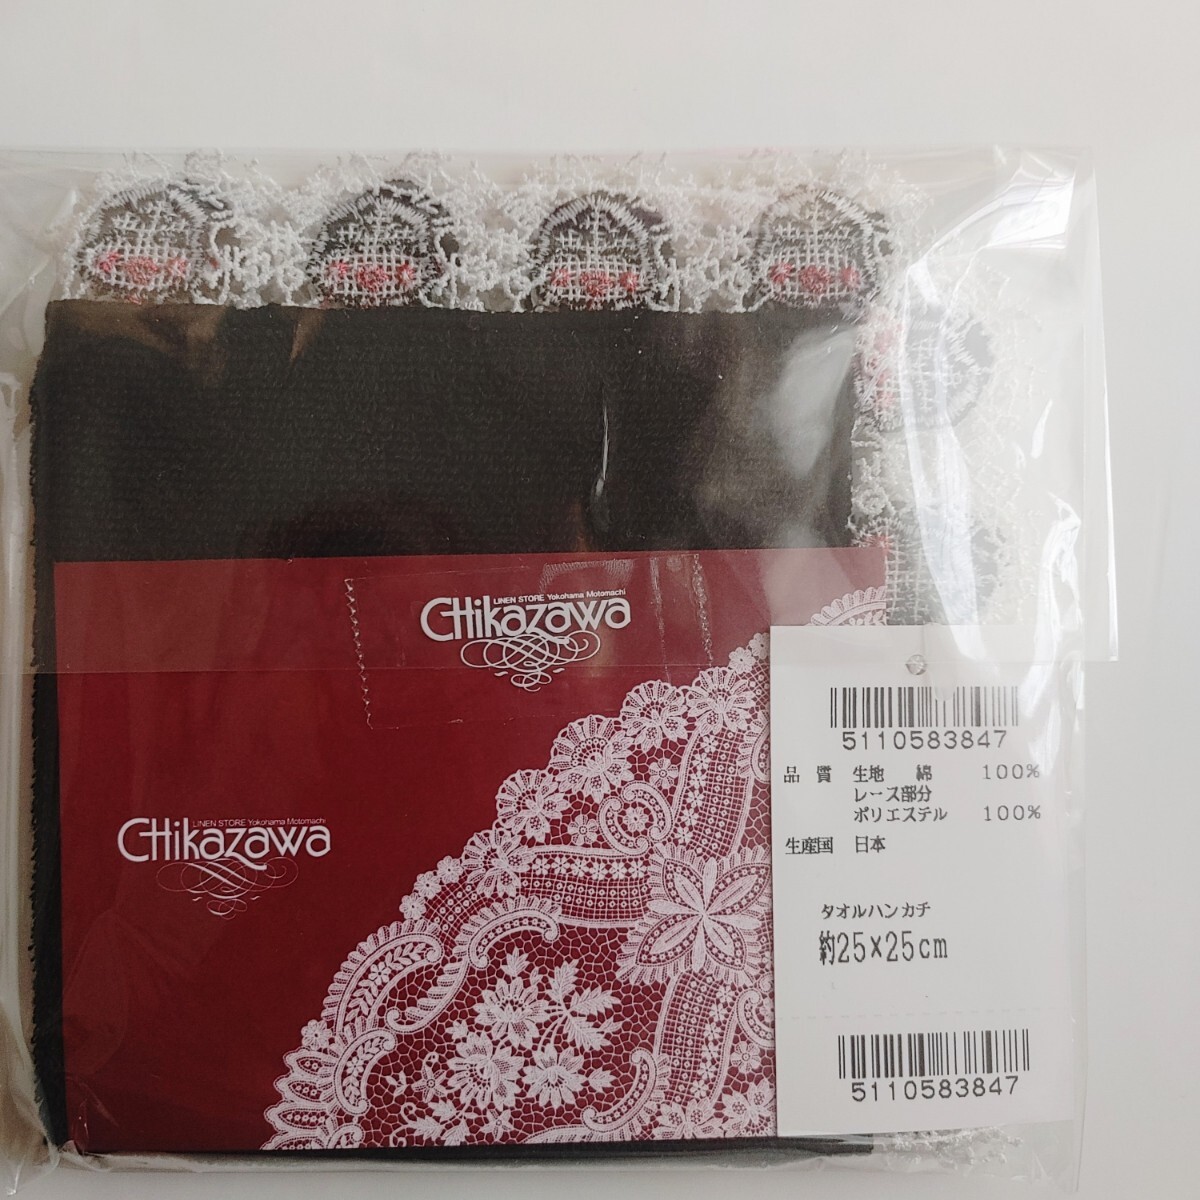 LINEN STORE Yokohama Motomachi
Chikazawa
LINEN STORE Yokohama Motomachi
Chikazawa
5110583847
品 質 生地 綿 100%
レース部分
ポリエステル 100%
生産国 日本
タオルハンカチ
約25×25cm
5110583847